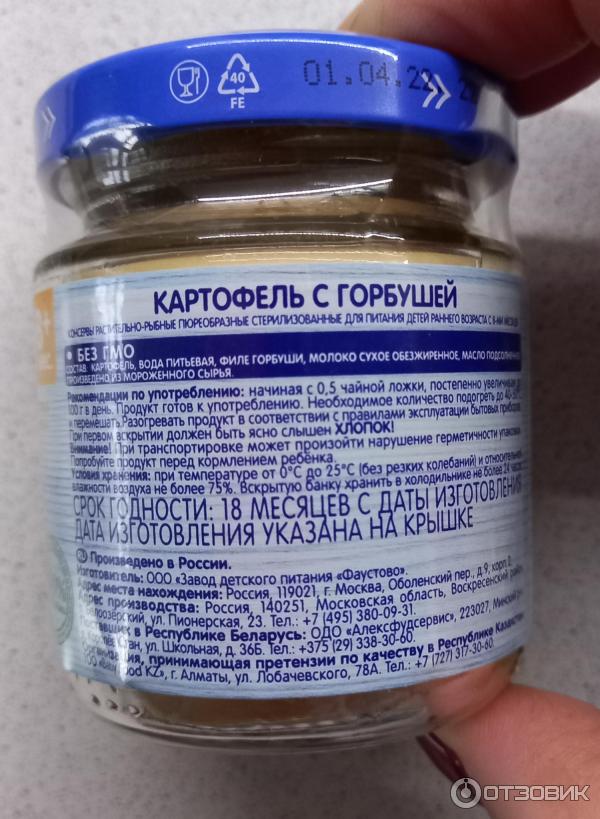 40
FE
01.04.22
КАРТОФЕЛЬ С ГОРБУШЕЙ
КОНСЕРВЫ РАСТИТЕЛЬНО-РЫБНЫЕ ПЮРЕОБРАЗНЫЕ СТЕРИЛИЗОВАННЫЕ ДЛЯ ПИТАНИЯ ДЕТЕЙ РАННЕГО ВОЗРАСТА С 8-МИ МЕСЯЦЕВ
• БЕЗ ГМО
СОСТАВ: КАРТОФЕЛЬ, ВОДА ПИТЬЕВАЯ, ФИЛЕ ГОРБУШИ, МОЛОКО СУХОЕ ОБЕЗЖИРЕННОЕ, МАСЛО
ПРОИЗВЕДЕНО ИЗ МОРОЖЕННОГО СЫРЬЯ.
Рекомендации по употреблению: начиная с 0,5 чайной ложки, постепенно увеличивая до
100 г в день. Продукт готов к употреблению. Необходимое количество подогреть до
и перемешать. Разогревать продукт в соответствии с правилами эксплуатации бытовых приборов
При первом вскрытии должен быть ясно слышен ХЛОПОК!
Внимание! При транспортировке может произойти нарушение герметичности упаковки.
Попробуйте продукт перед кормлением ребёнка.
Условия хранения: при температуре от 0°С до 25°С (без резких колебаний) и относительной
влажности воздуха не более 75%. Вскрытую банку хранить в холодильнике не более 24 часов
СРОК ГОДНОСТИ: 18 МЕСЯЦЕВ С ДАТЫ ИЗГОТОВЛЕНИЯ
ДАТА ИЗГОТОВЛЕНИЯ УКАЗАНА НА КРЫШКЕ
RU Произведено в России.
Изготовитель: ООО «Завод детского питания «Фаустово».
Адрес места нахождения: Россия, 119021, г. Москва, Оболенский пер., д.9, корп.2
Адрес производства: Россия, 140251, Московская область, Воскресенский район,
Белоозёрский, ул. Пионерская, 23. Тел.: +7 (495) 380-09-31.
Поставщик в Республике Беларусь: ОДО «Алексфудсервис», 223027, Минский
ул. Школьная, д. 36Б. Тел.: +375 (29) 338-30-60.
Организация, принимающая претензии по качеству в Республике Казахстан
KZ», г. Алматы, ул. Лобачевского, 78А. Тел.: +7 (727) 317-30-60.
ОТЗОВИК